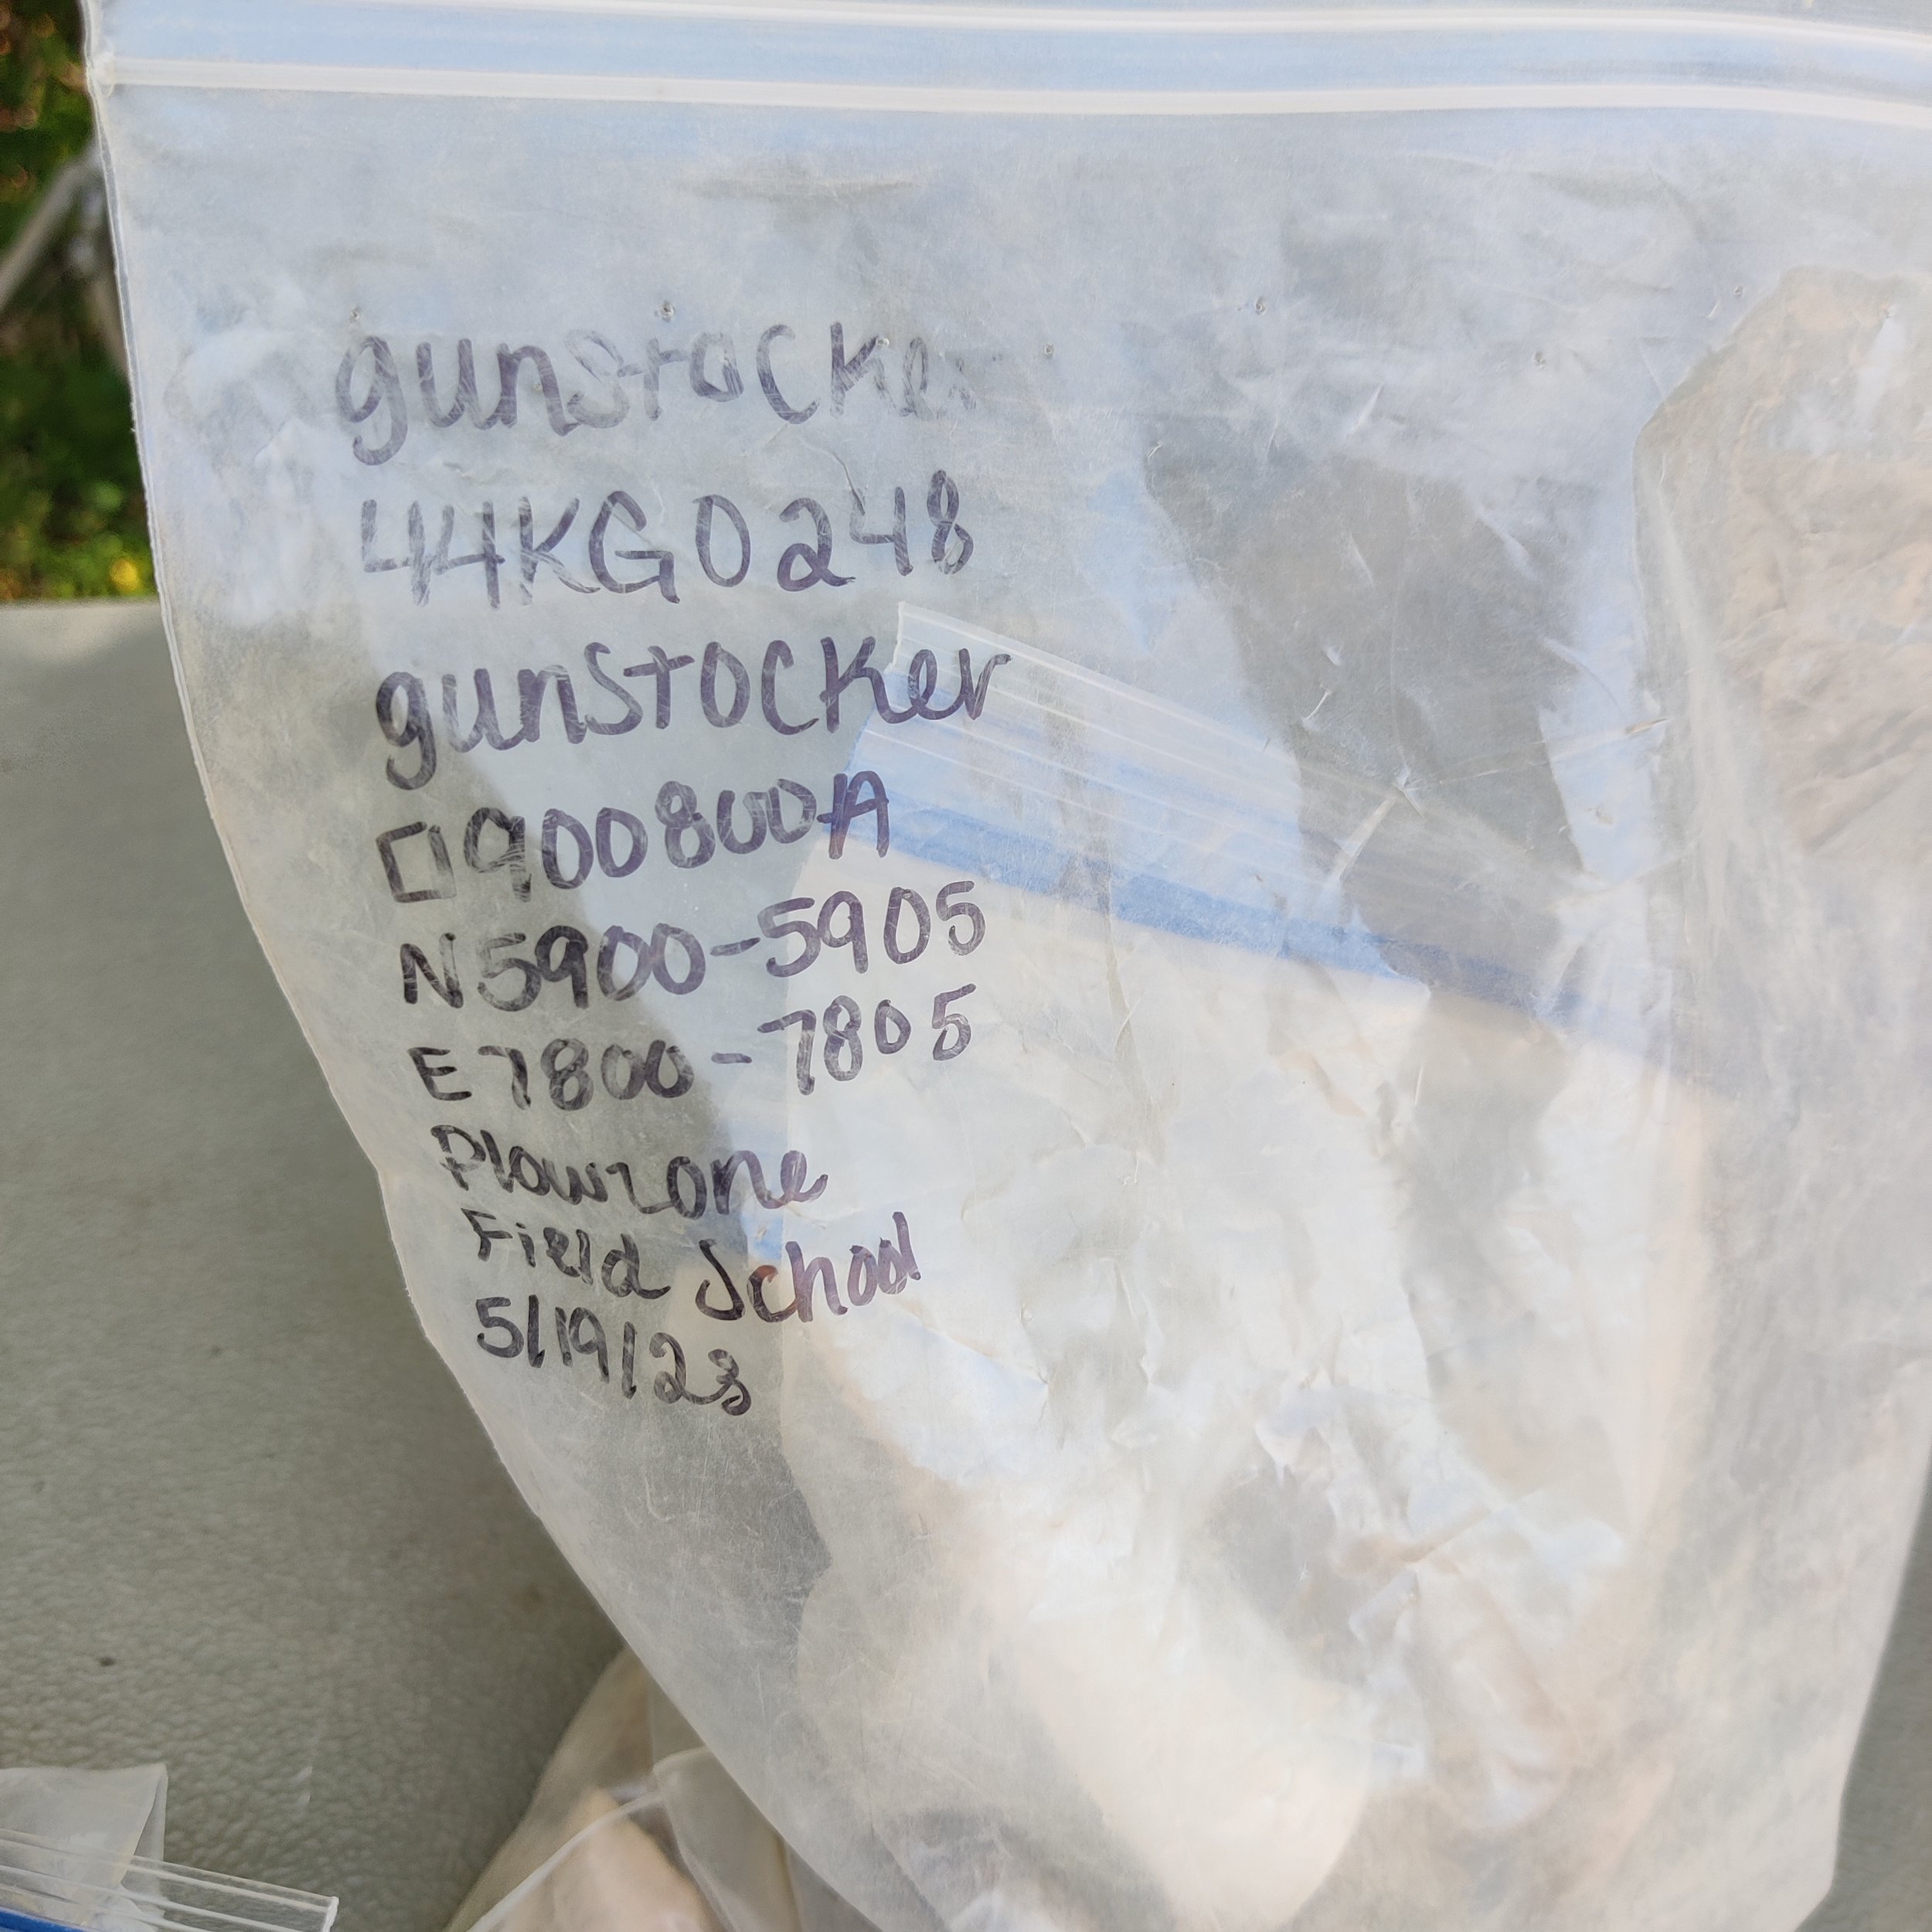 gunstocker
44KG0248
gunstocker
□900800A
N5900-5905
E7800-7805
Plowzone
Field School
5/19/23